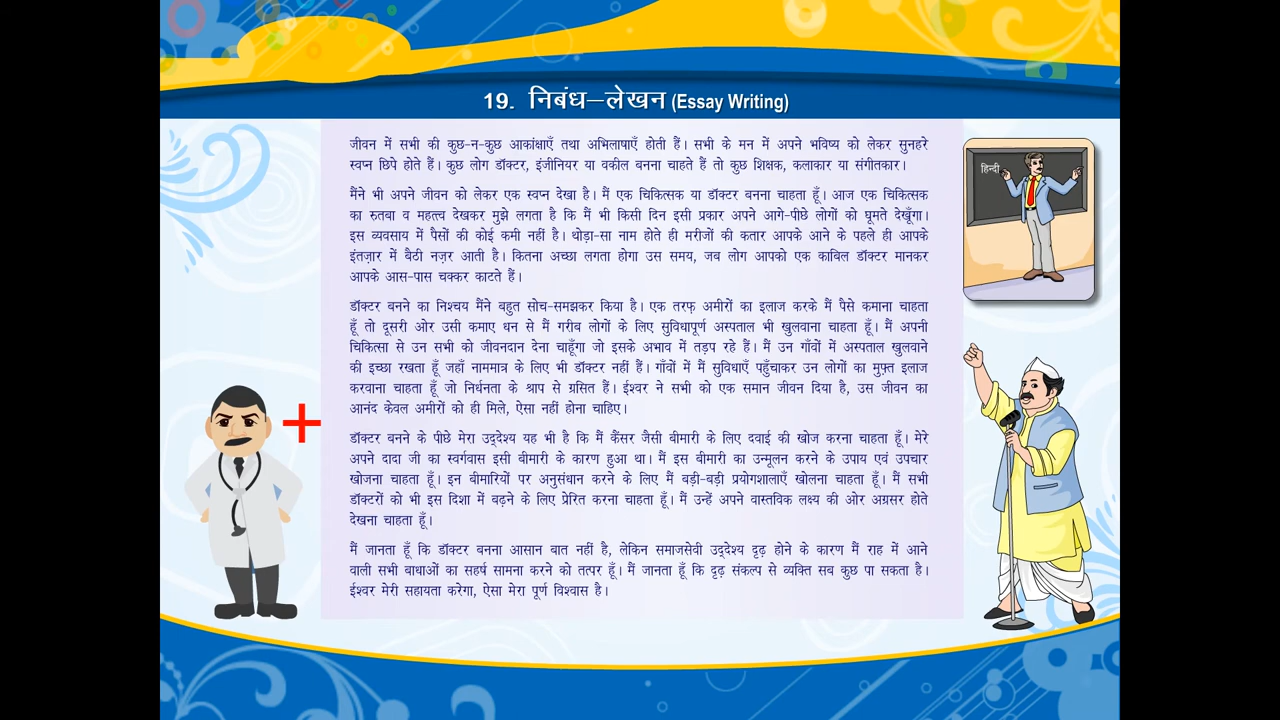 19. निबंध–लेखन (Essay Writing)
जीवन में सभी की कुछ-न-कुछ आकांक्षाएँ तथा अभिलाषाएँ होती हैं। सभी के मन में अपने भविष्य को लेकर सुनहरे
स्वप्न छिपे होते हैं। कुछ लोग डॉक्टर, इंजीनियर या वकील बनना चाहते हैं तो कुछ शिक्षक, कलाकार या संगीतकार।
मैंने भी अपने जीवन को लेकर एक स्वप्न देखा है। मैं एक चिकित्सक या डॉक्टर बनना चाहता हूँ। आज एक चिकित्सक
का रुतबा व महत्त्व देखकर मुझे लगता है कि मैं भी किसी दिन इसी प्रकार अपने आगे-पीछे लोगों को घूमते देखूँगा।
इस व्यवसाय में पैसों की कोई कमी नहीं है। थोड़ा-सा नाम होते ही मरीजों की कतार आपके आने के पहले ही आपके
इंतज़ार में बैठी नज़र आती है। कितना अच्छा लगता होगा उस समय, जब लोग आपको एक काबिल डॉक्टर मानकर
आपके आस-पास चक्कर काटते हैं।
डॉक्टर बनने का निश्चय मैंने बहुत सोच-समझकर किया है। एक तरफ़ अमीरों का इलाज करके मैं पैसे कमाना चाहता
हूँ तो दूसरी ओर उसी कमाए धन से मैं गरीब लोगों के लिए सुविधापूर्ण अस्पताल भी खुलवाना चाहता हूँ। मैं अपनी
चिकित्सा से उन सभी को जीवनदान देना चाहूँगा जो इसके अभाव में तड़प रहे हैं। मैं उन गाँवों में अस्पताल खुलवाने
की इच्छा रखता हूँ जहाँ नाममात्र के लिए भी डॉक्टर नहीं हैं। गाँवों में मैं सुविधाएँ पहुँचाकर उन लोगों का मुफ़्त इलाज
करवाना चाहता हूँ जो निर्धनता के श्राप से ग्रसित हैं। ईश्वर ने सभी को एक समान जीवन दिया है, उस जीवन का
आनंद केवल अमीरों को ही मिले, ऐसा नहीं होना चाहिए।
डॉक्टर बनने के पीछे मेरा उद्देश्य यह भी है कि मैं कैंसर जैसी बीमारी के लिए दवाई की खोज करना चाहता हूँ। मेरे
अपने दादा जी का स्वर्गवास इसी बीमारी के कारण हुआ था। मैं इस बीमारी का उन्मूलन करने के उपाय एवं उपचार
खोजना चाहता हूँ। इन बीमारियों पर अनुसंधान करने के लिए मैं बड़ी-बड़ी प्रयोगशालाएँ खोलना चाहता हूँ। मैं सभी
डॉक्टरों को भी इस दिशा में बढ़ने के लिए प्रेरित करना चाहता हूँ। मैं उन्हें अपने वास्तविक लक्ष्य की ओर अग्रसर होते
देखना चाहता हूँ।
मैं जानता हूँ कि डॉक्टर बनना आसान बात नहीं है, लेकिन समाजसेवी उद्देश्य दृढ़ होने के कारण मैं राह में आने
वाली सभी बाधाओं का सहर्ष सामना करने को तत्पर हूँ। मैं जानता हूँ कि दृढ़ संकल्प से व्यक्ति सब कुछ पा सकता है।
ईश्वर मेरी सहायता करेगा, ऐसा मेरा पूर्ण विश्वास है।
हिन्दी